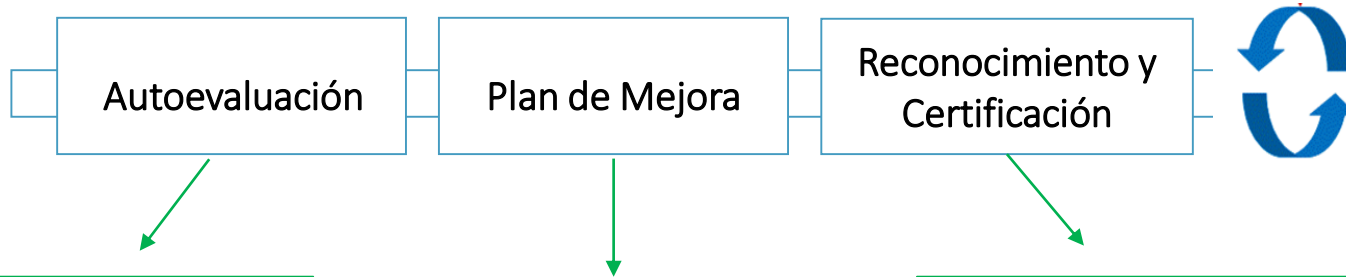 Autoevaluación
Plan de Mejora
Reconocimiento y
Certificación